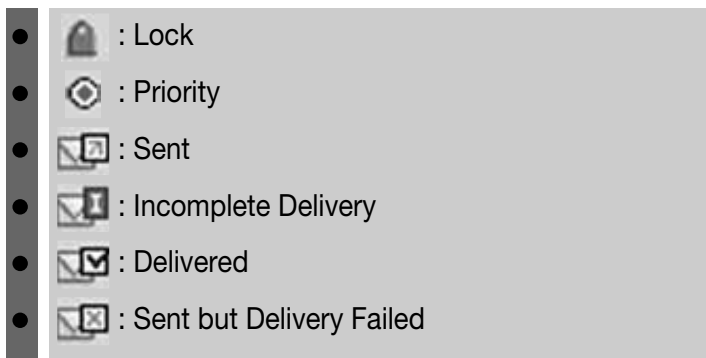 : Lock
: Priority
: Sent
: Incomplete Delivery
: Delivered
: Sent but Delivery Failed